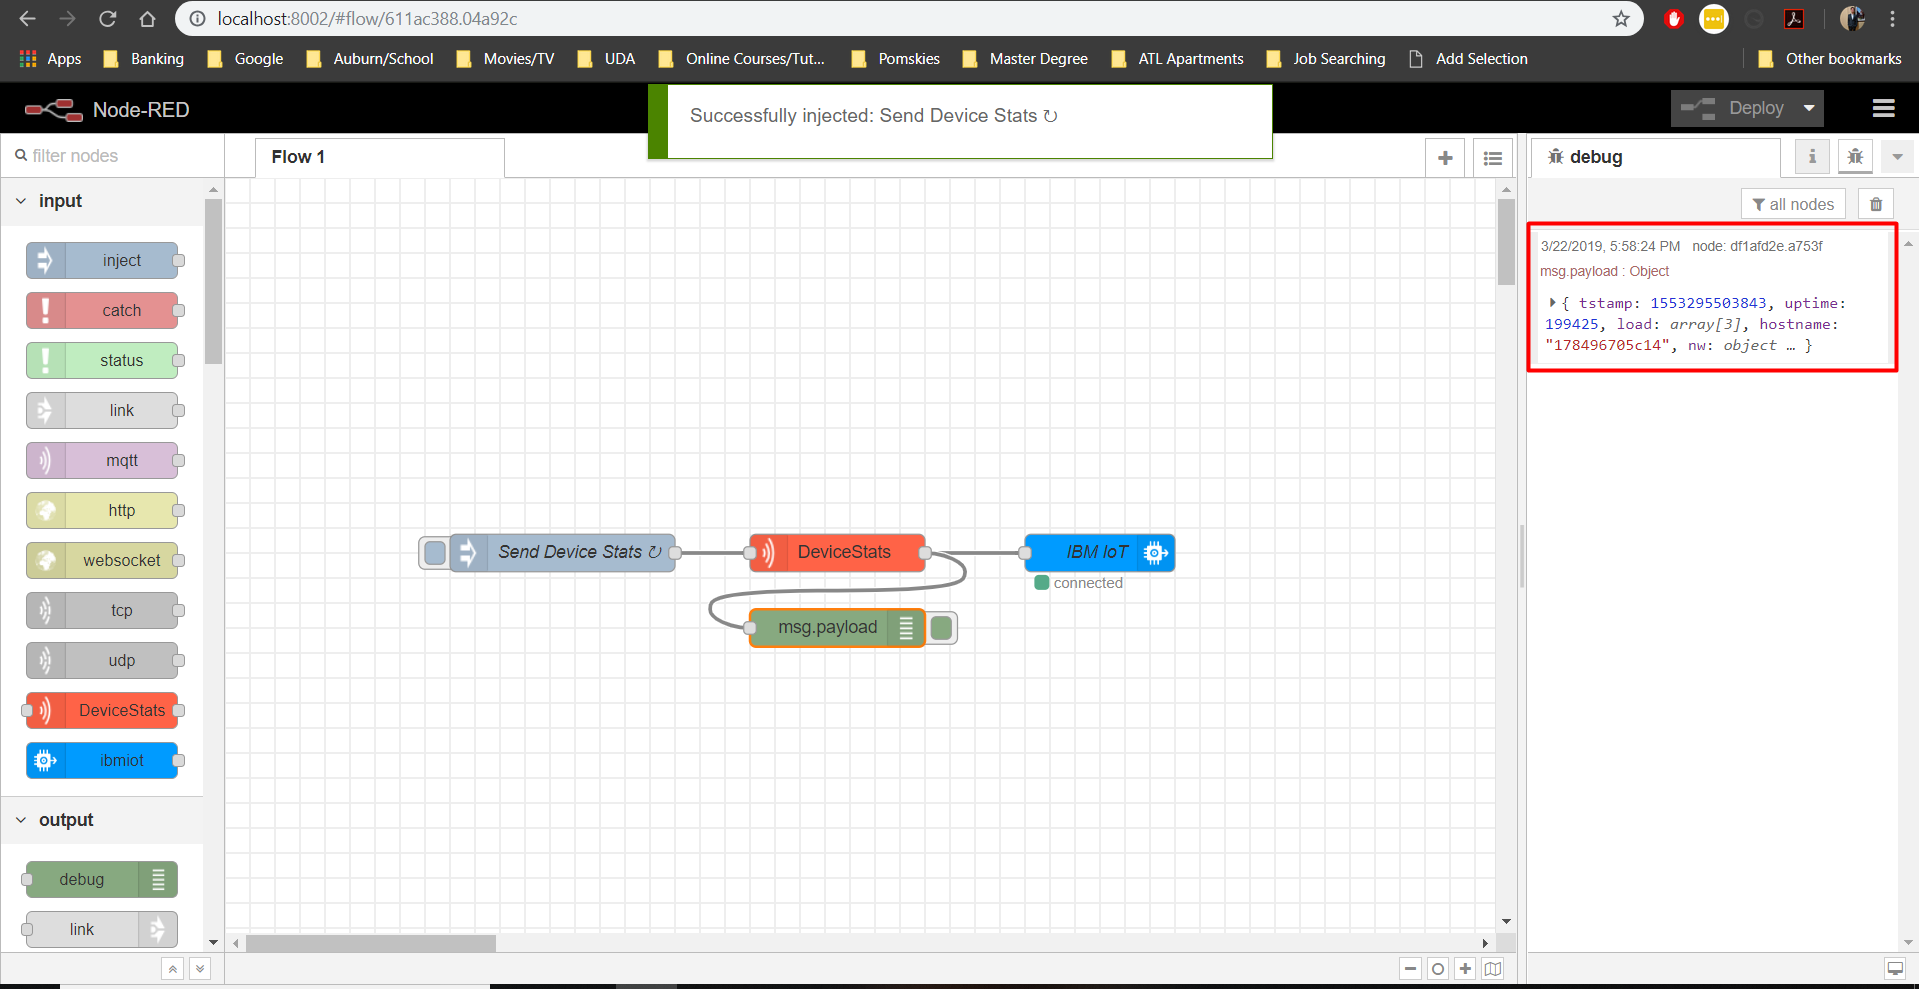 localhost:8002/#flow/611ac388.04a92c
Apps Banking Google Auburn/School Movies/TV UDA Online Courses/Tut... Pomskies Master Degree ATL Apartments Job Searching Add Selection Other bookmarks
Node-RED
Successfully injected: Send Device Stats ↻
Deploy
filter nodes
Flow 1
debug
i
all nodes
input
inject
catch
status
link
mqtt
http
websocket
tcp
udp
DeviceStats
ibmiot
output
debug
link
Send Device Stats ↻
DeviceStats
IBM IoT
connected
msg.payload
3/22/2019, 5:58:24 PM node: df1afd2e.a753f
msg.payload : Object
{ tstamp: 1553295503843, uptime:
199425, load: array[3], hostname:
"178496705c14", nw: object … }